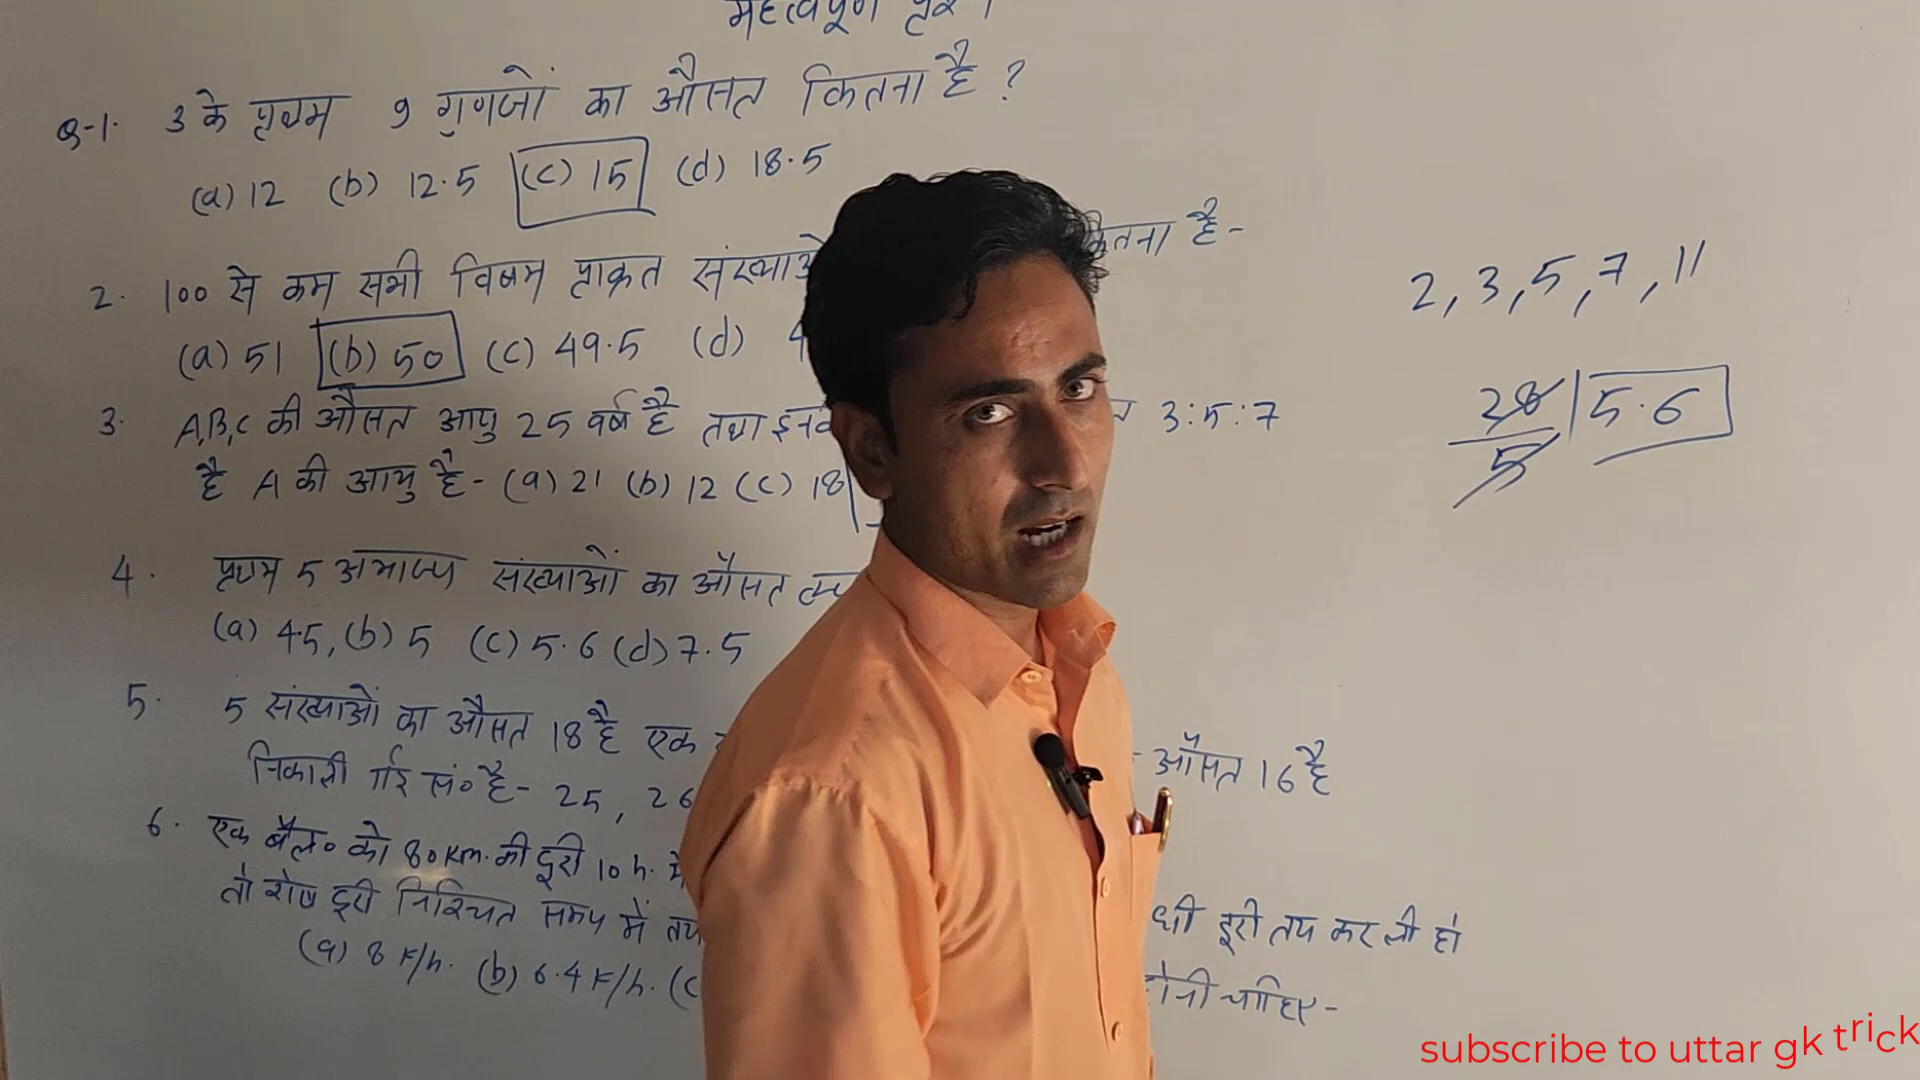 महत्वपूर्ण प्रश्न
Q-1. 3 के प्रथम 9 गुणजों का औसत कितना है ?
(a) 12 (b) 12.5 (c) 15 (d) 18.5
2. 100 से कम सभी विषम प्राकृत संख्याओं कितना है-
(a) 51 (b) 50 (c) 49.5 (d) 4
3. A,B,C की औसत आयु 25 वर्ष है तथा 3:5:7
है A की आयु है- (a) 21 (b) 12 (c) 18
4. प्रथम 5 अभाज्य संख्याओं का औसत
(a) 4.5, (b) 5 (c) 5.6 (d) 7.5
5. 5 संख्याओं का औसत 18 है एक औसत 16 है
निकाली गई सं० है- 25, 26
6. एक बैल० को 80 Km. की दूरी 10 h. में दूरी तय कर ली हो
तो शेष दूरी निश्चित समय में तय होनी चाहिए-
(a) 8 K/h. (b) 6.4 K/h. (c
2, 3, 5, 7, 11
28
5
5.6
subscribe to uttar gk trick